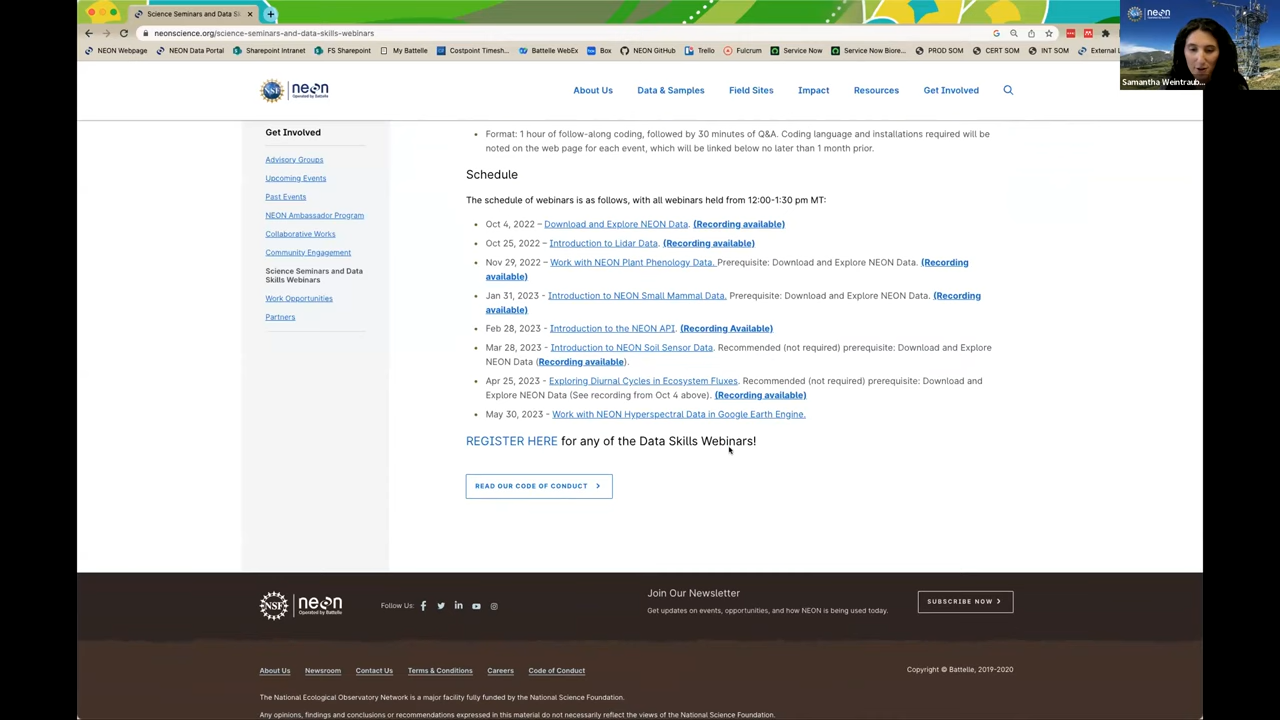 Science Seminars and Data Sk
neonscience.org/science-seminars-and-data-skills-webinars
NEON Webpage
NEON Data Portal
Sharepoint Intranet
FS Sharepoint
My Battelle
Costpoint Timesh...
Battelle WebEx
Box
NEON GitHub
Trello
Fulcrum
Service Now
Service Now Biore...
PROD SOM
CERT SOM
INT SOM
External L
Samantha Weintraub...
NSF
neon
Operated by Battelle
About Us
Data & Samples
Field Sites
Impact
Resources
Get Involved
Get Involved
Advisory Groups
Upcoming Events
Past Events
NEON Ambassador Program
Collaborative Works
Community Engagement
Science Seminars and Data
Skills Webinars
Work Opportunities
Partners
• Format: 1 hour of follow-along coding, followed by 30 minutes of Q&A. Coding language and installations required will be
noted on the web page for each event, which will be linked below no later than 1 month prior.
Schedule
The schedule of webinars is as follows, with all webinars held from 12:00-1:30 pm MT:
• Oct 4, 2022 – Download and Explore NEON Data. (Recording available)
• Oct 25, 2022 – Introduction to Lidar Data. (Recording available)
• Nov 29, 2022 – Work with NEON Plant Phenology Data. Prerequisite: Download and Explore NEON Data. (Recording
available)
• Jan 31, 2023 - Introduction to NEON Small Mammal Data. Prerequisite: Download and Explore NEON Data. (Recording
available)
• Feb 28, 2023 - Introduction to the NEON API. (Recording Available)
• Mar 28, 2023 - Introduction to NEON Soil Sensor Data. Recommended (not required) prerequisite: Download and Explore
NEON Data (Recording available).
• Apr 25, 2023 - Exploring Diurnal Cycles in Ecosystem Fluxes. Recommended (not required) prerequisite: Download and
Explore NEON Data (See recording from Oct 4 above). (Recording available)
• May 30, 2023 - Work with NEON Hyperspectral Data in Google Earth Engine.
REGISTER HERE for any of the Data Skills Webinars!
READ OUR CODE OF CONDUCT
NSF
neon
Operated by Battelle
Follow Us:
Join Our Newsletter
Get updates on events, opportunities, and how NEON is being used today.
SUBSCRIBE NOW
About Us
Newsroom
Contact Us
Terms & Conditions
Careers
Code of Conduct
Copyright © Battelle, 2019-2020
The National Ecological Observatory Network is a major facility fully funded by the National Science Foundation.
Any opinions, findings and conclusions or recommendations expressed in this material do not necessarily reflect the views of the National Science Foundation.